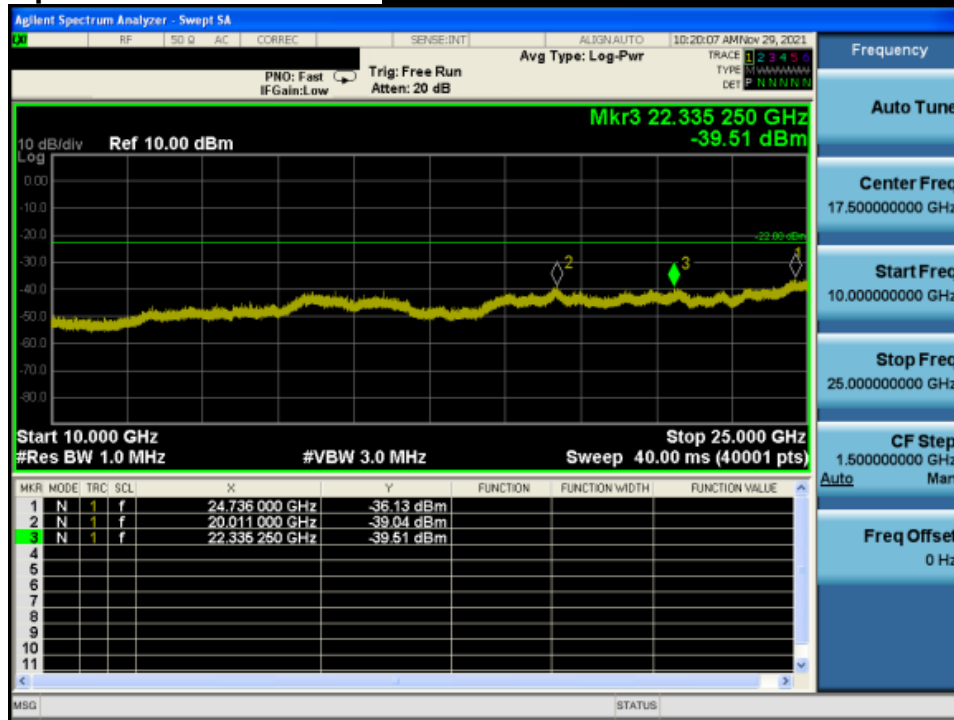 Agilent Spectrum Analyzer - Swept SA
LXI RF 50 Ω AC CORREC SENSE:INT ALIGNAUTO 10:20:07 AMNov 29, 2021
Avg Type: Log-Pwr TRACE 1 2 3 4 5 6
PNO: Fast Trig: Free Run TYPE M WWWWW
IFGain:Low Atten: 20 dB DET P N N N N N
Mkr3 22.335 250 GHz
10 dB/div Ref 10.00 dBm -39.51 dBm
Log
0.00
-10.0
-20.0
-22.80 dBm
-30.0
2
3
1
-40.0
-50.0
-60.0
-70.0
-80.0
Start 10.000 GHz Stop 25.000 GHz
#Res BW 1.0 MHz #VBW 3.0 MHz Sweep 40.00 ms (40001 pts)
MKR MODE TRC SCL X Y FUNCTION FUNCTION WIDTH FUNCTION VALUE
1 N 1 f 24.736 000 GHz -36.13 dBm
2 N 1 f 20.011 000 GHz -39.04 dBm
3 N 1 f 22.335 250 GHz -39.51 dBm
4
5
6
7
8
9
10
11
MSG STATUS
Frequency
Auto Tune
Center Freq
17.500000000 GHz
Start Freq
10.000000000 GHz
Stop Freq
25.000000000 GHz
CF Step
1.500000000 GHz
Auto Man
Freq Offset
0 Hz